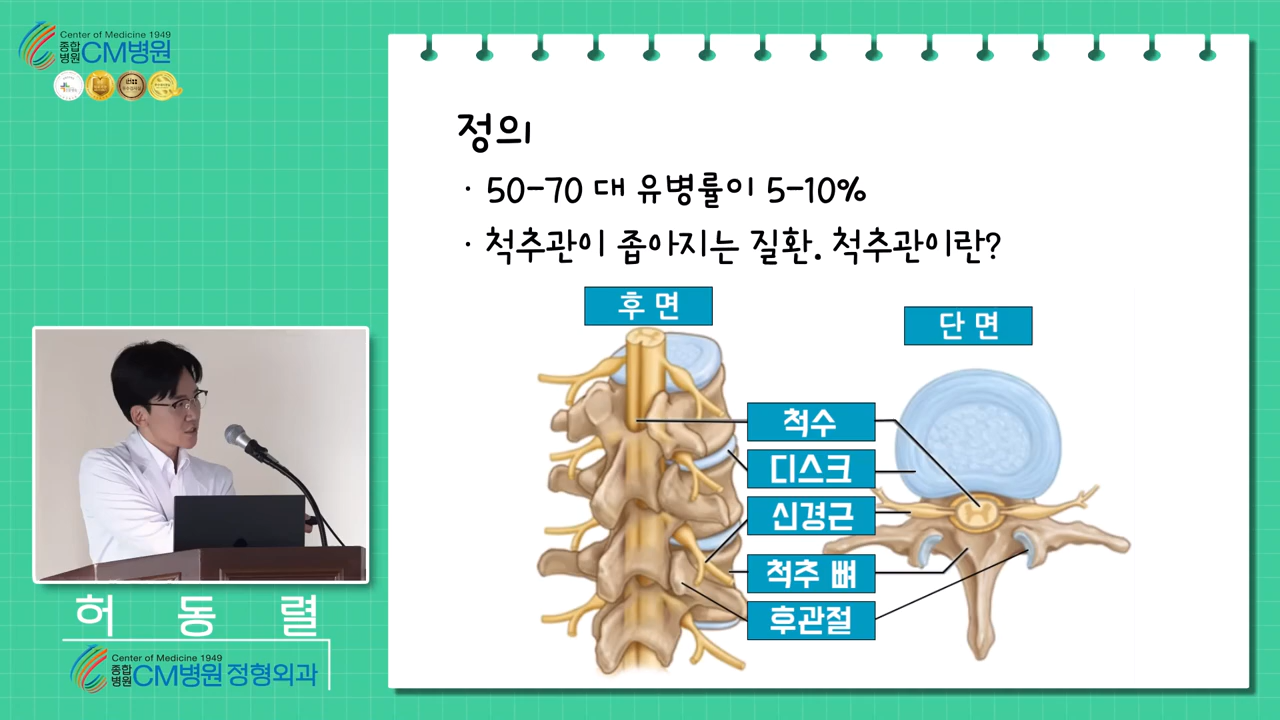 Center of Medicine 1949
종합병원 CM병원
정의
· 50-70 대 유병률이 5-10%
· 척추관이 좁아지는 질환. 척추관이란?
후 면
단 면
척수
디스크
신경근
척추 뼈
후관절
허 동 렬
Center of Medicine 1949
종합병원 CM병원 정형외과